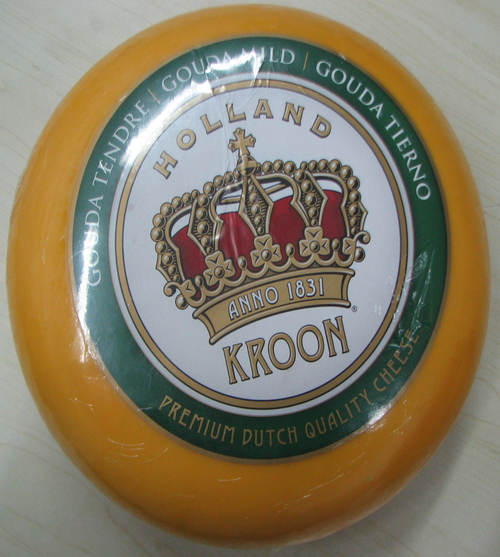 GOUDA TENDRE | GOUDA MILD | GOUDA TIERNO
HOLLAND
ANNO 1831
KROON®
PREMIUM DUTCH QUALITY CHEESE